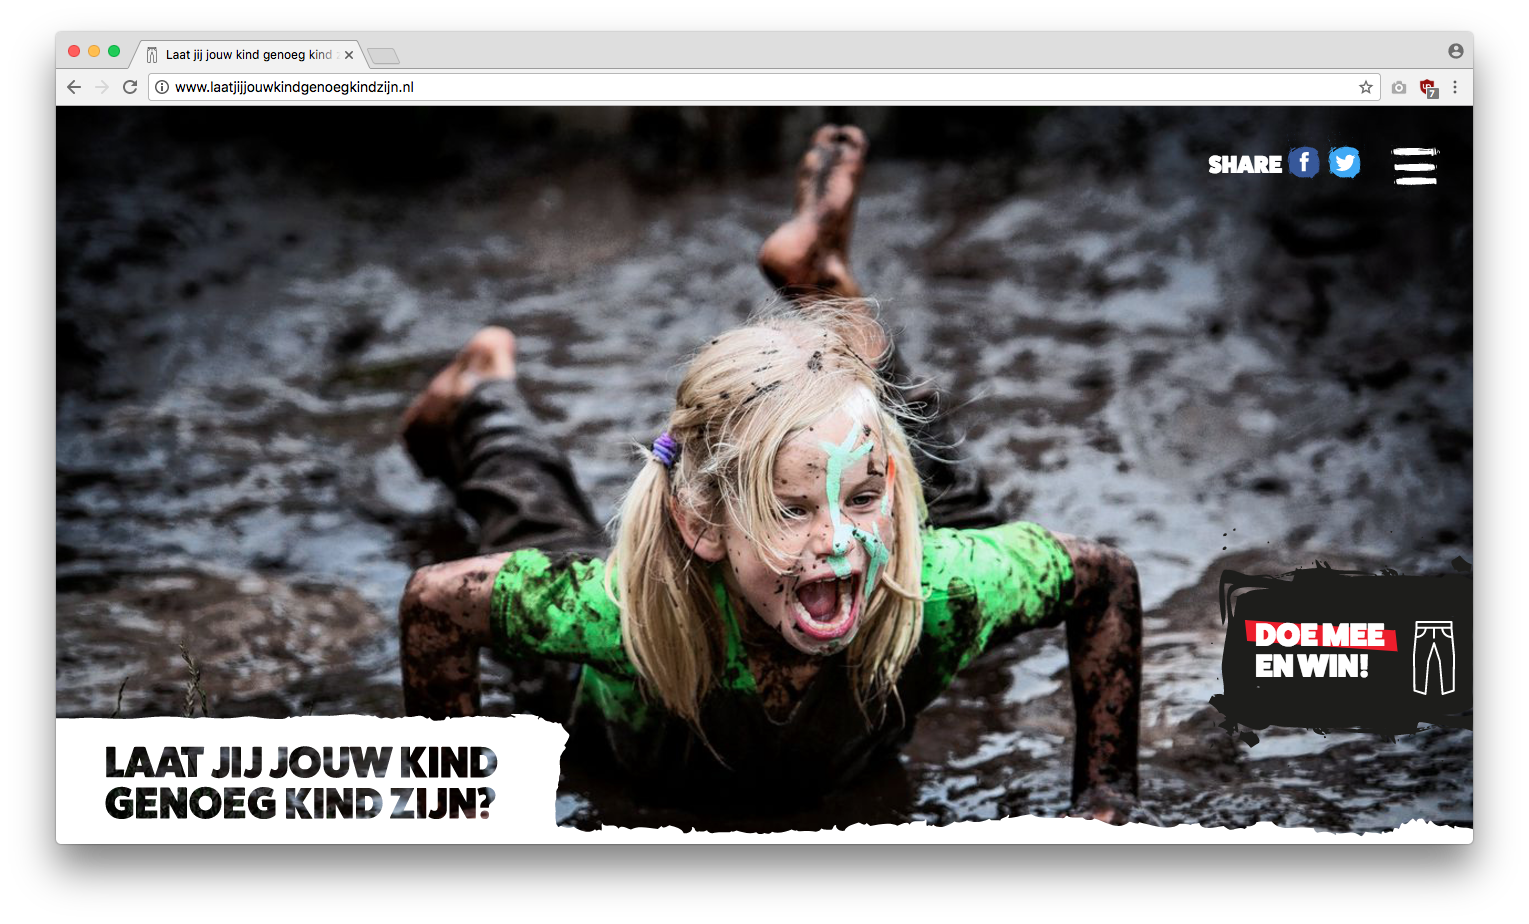 Laat jij jouw kind genoeg kind
www.laatjijjouwkindgenoegkindzijn.nl
7
SHARE
DOE MEE
EN WIN!
LAAT JIJ JOUW KIND
GENOEG KIND ZIJN?